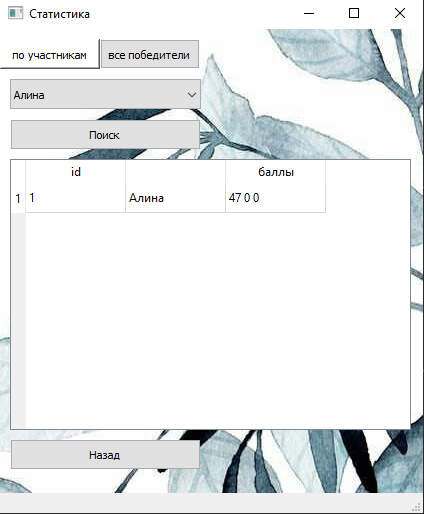 Статистика
по участникам все победители
Алина
Поиск
id баллы
1 1 Алина 47 0 0
Назад